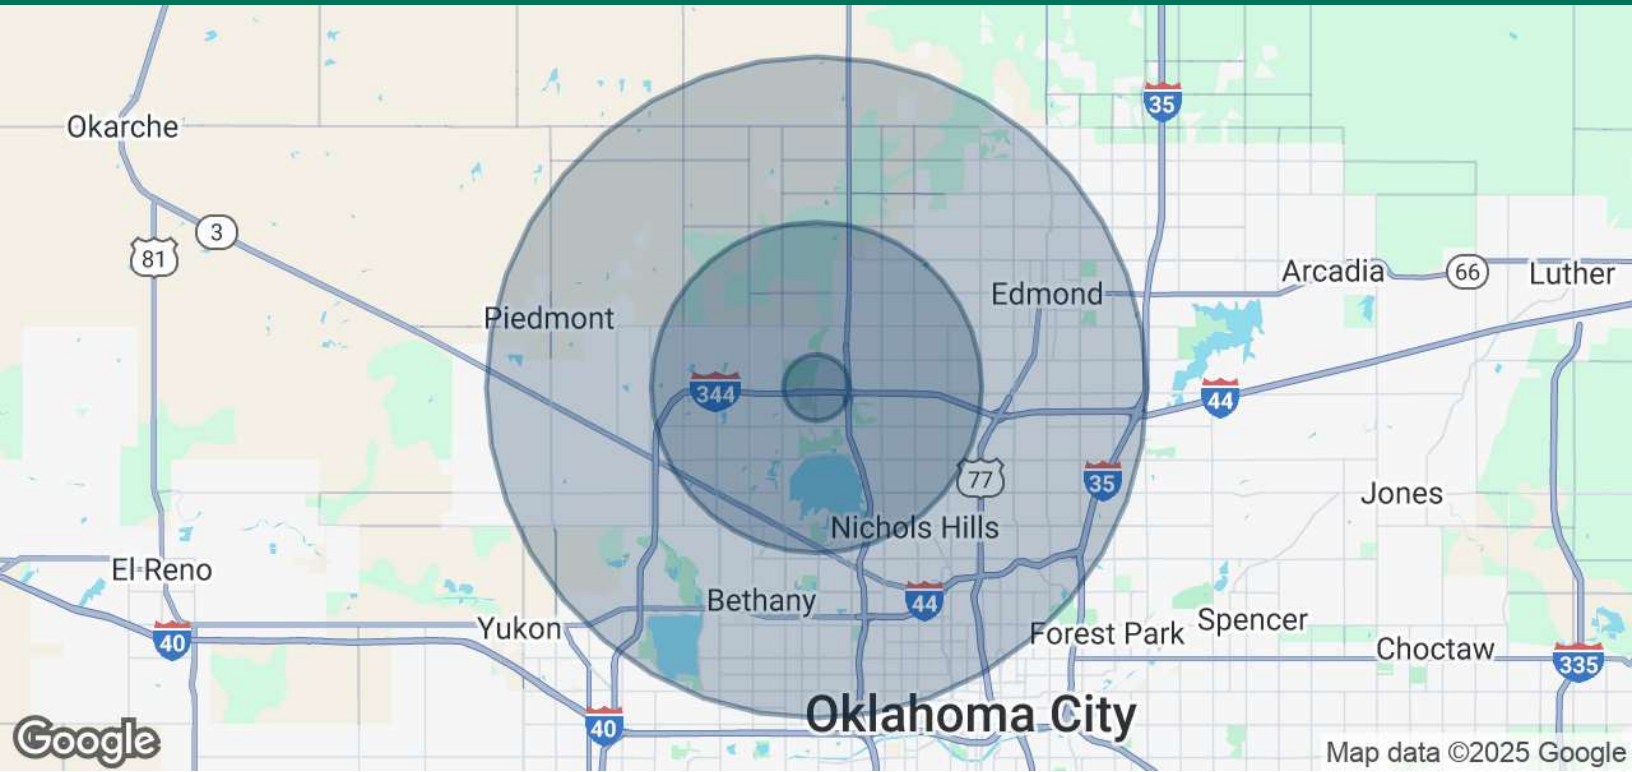 35
Okarche
3
81
Arcadia
66
Luther
Edmond
Piedmont
344
44
77
35
Jones
Nichols Hills
El Reno
Bethany
44
Yukon
Spencer
Forest Park
40
Choctaw
335
Oklahoma City
40
Google
Map data ©2025 Google